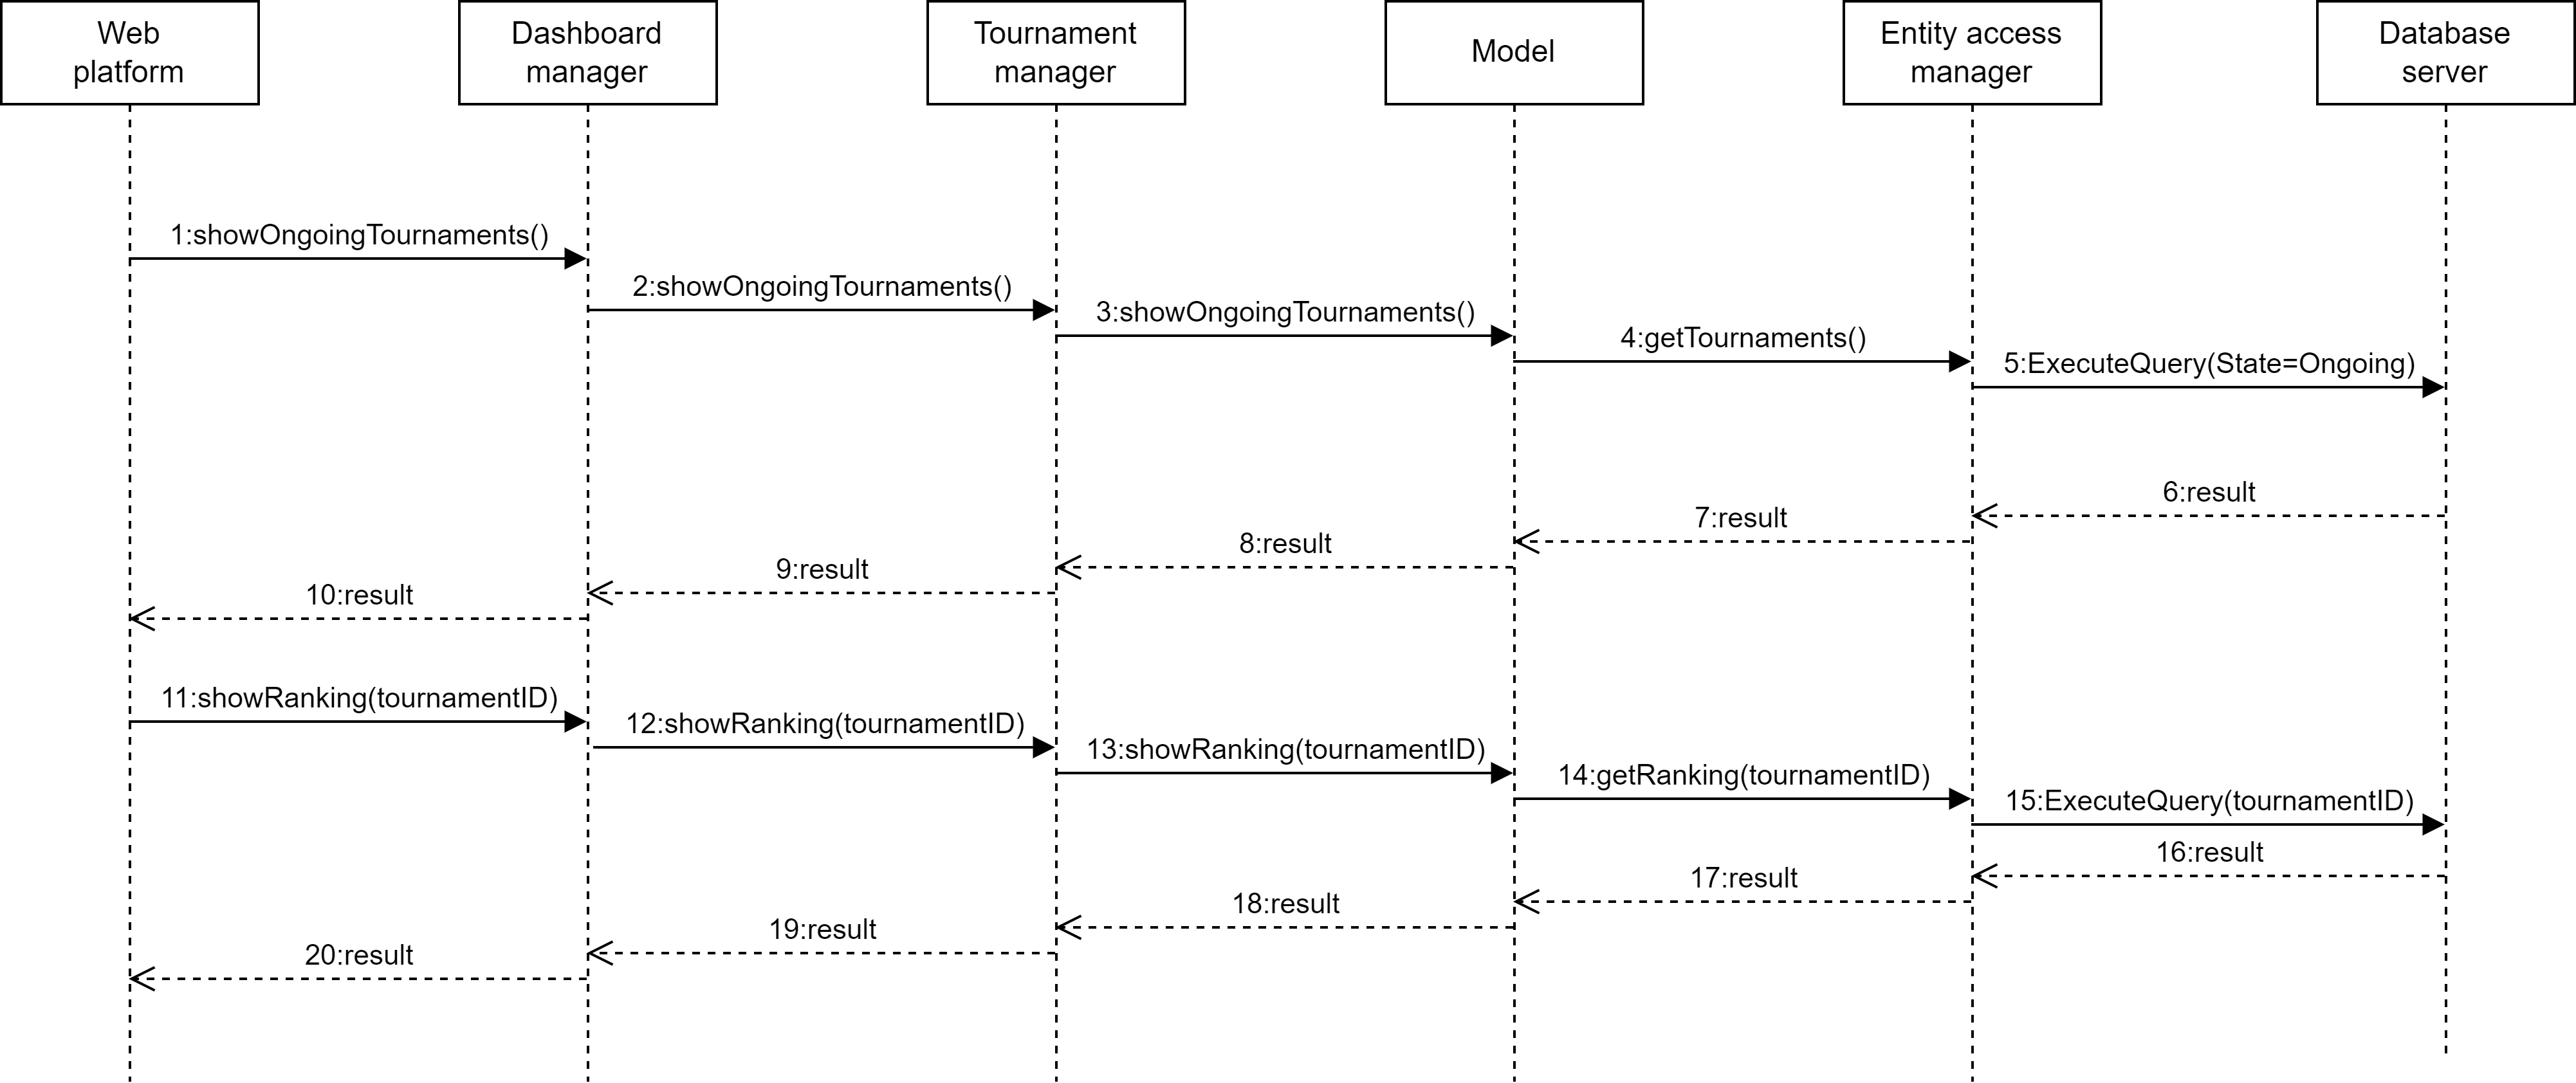 Web
platform
Dashboard
manager
Tournament
manager
Model
Entity access
manager
Database
server
1:showOngoingTournaments()
2:showOngoingTournaments()
3:showOngoingTournaments()
4:getTournaments()
5:ExecuteQuery(State=Ongoing)
6:result
7:result
8:result
9:result
10:result
11:showRanking(tournamentID)
12:showRanking(tournamentID)
13:showRanking(tournamentID)
14:getRanking(tournamentID)
15:ExecuteQuery(tournamentID)
16:result
17:result
18:result
19:result
20:result